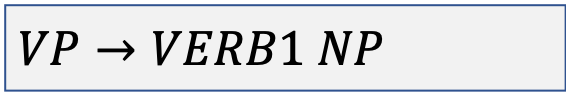 VP → VERB1 NP